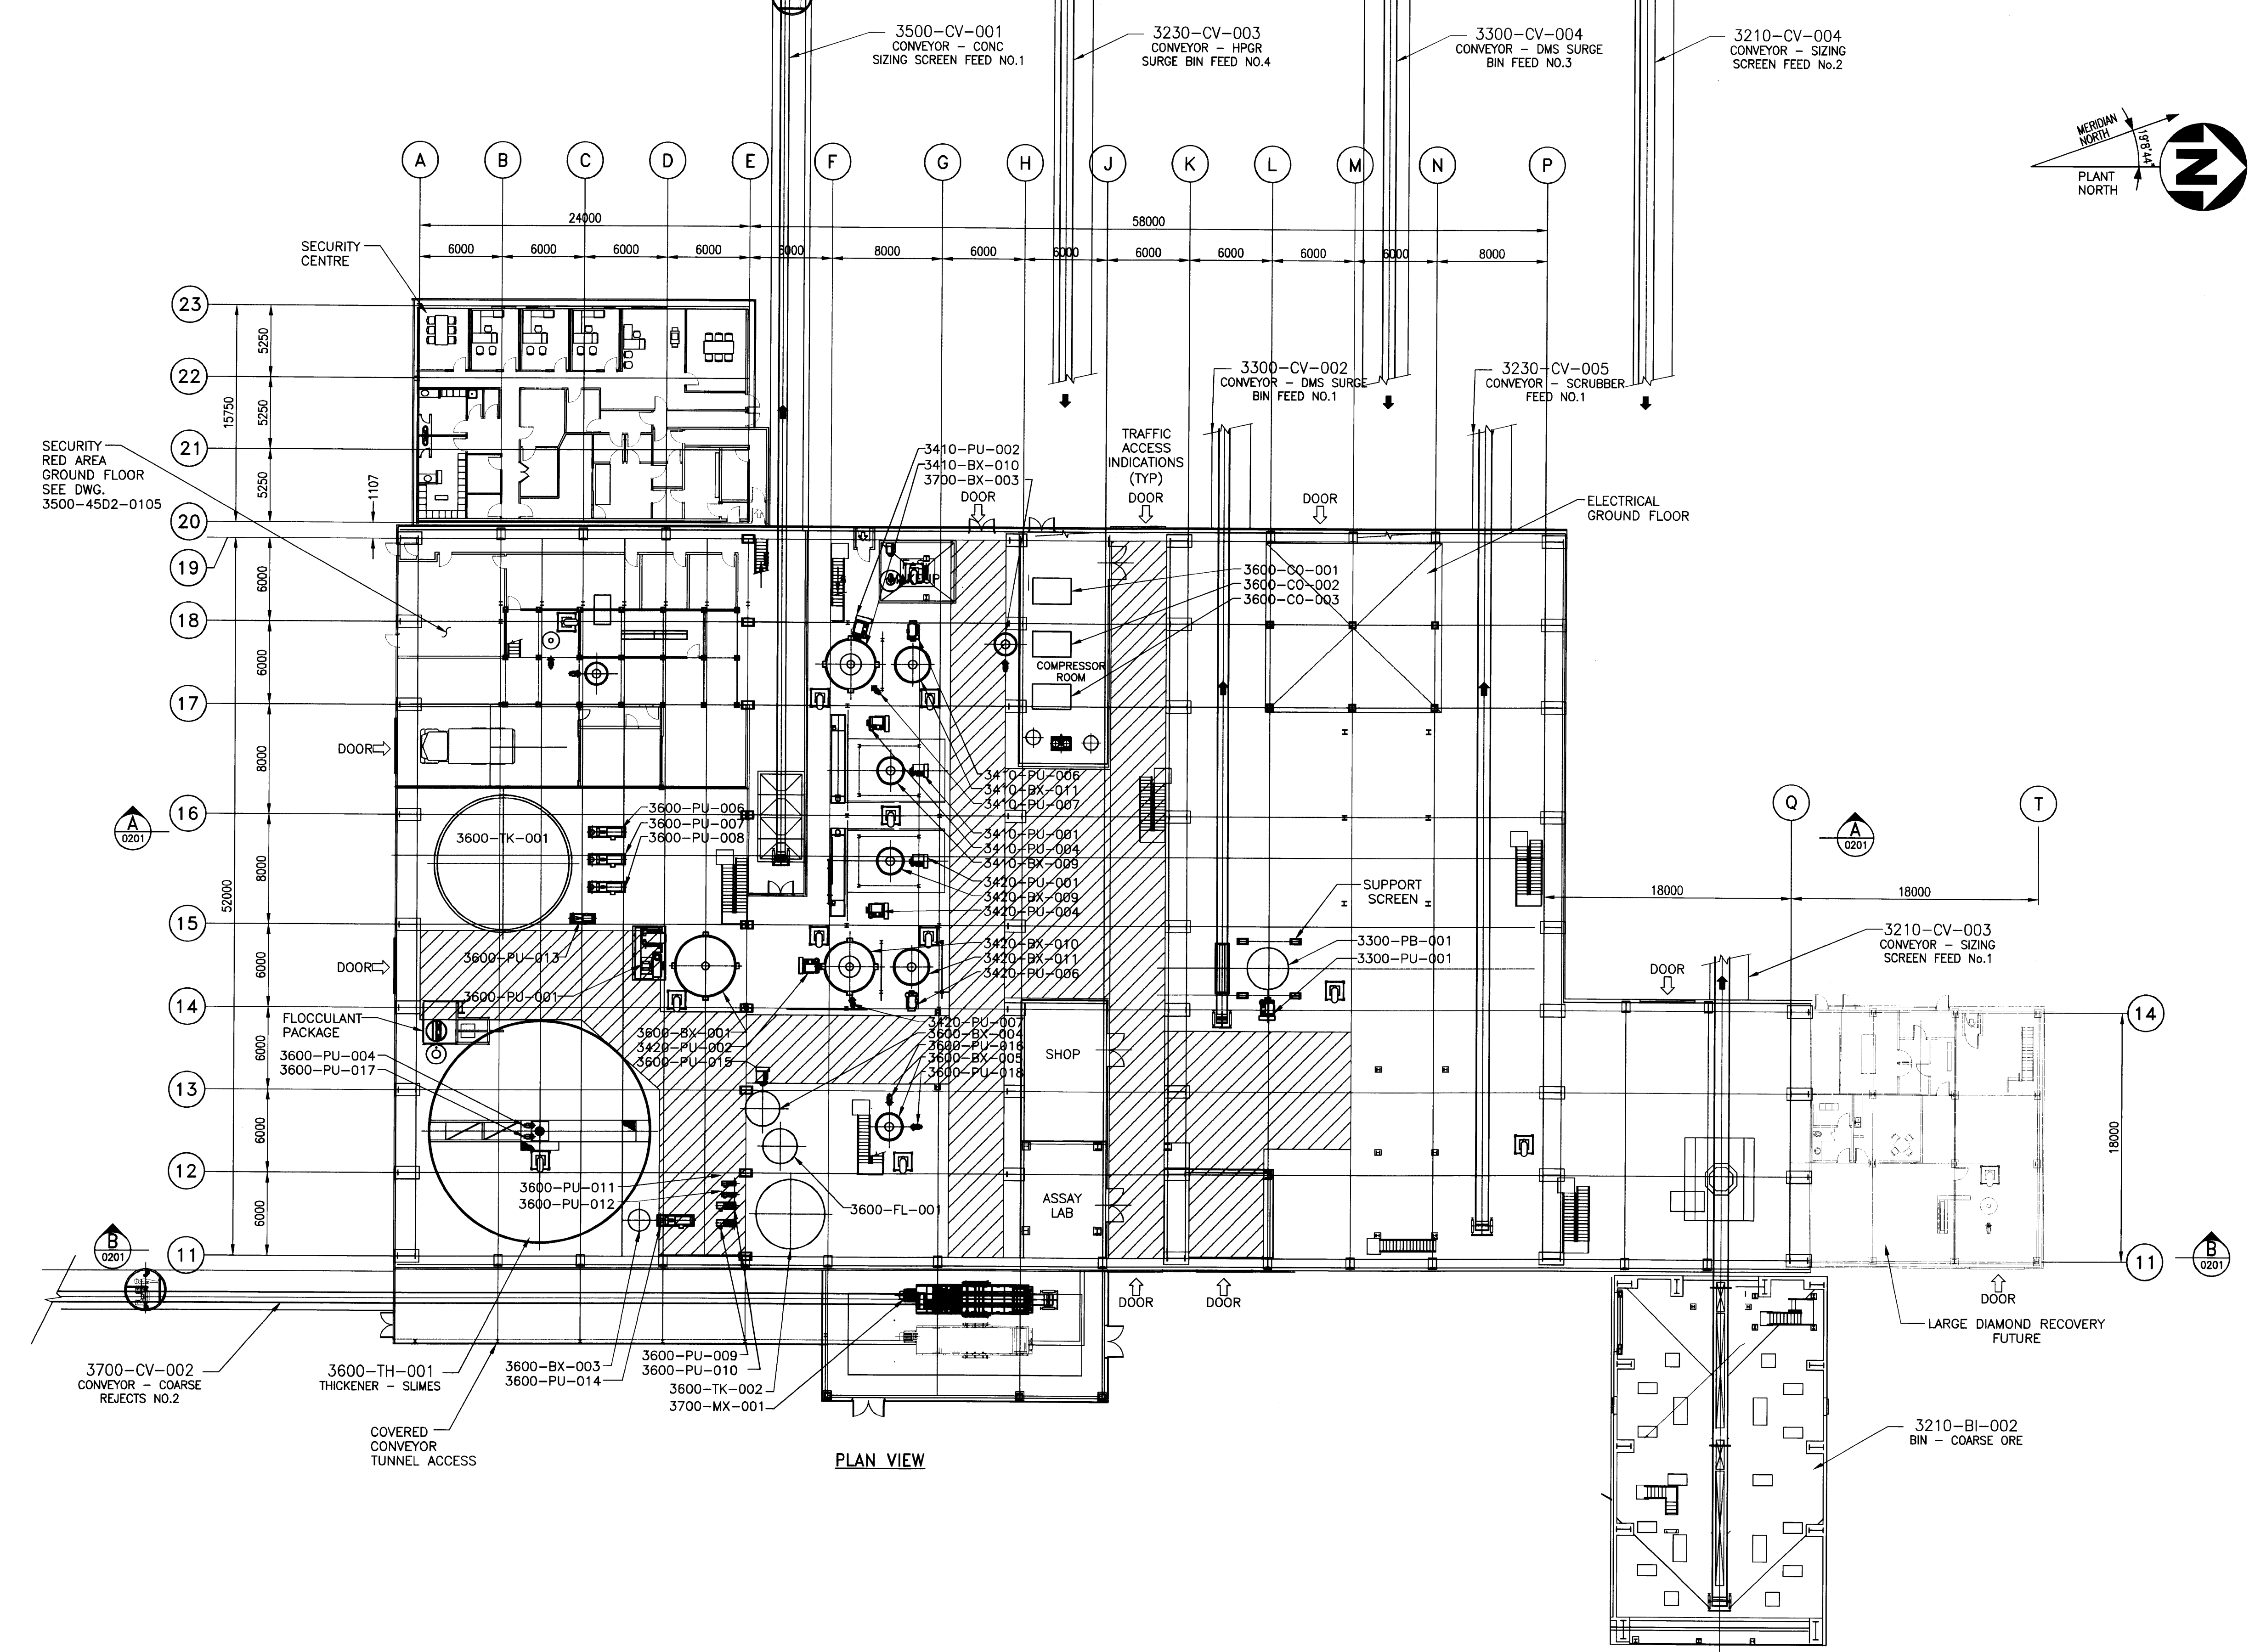 3500-CV-001
CONVEYOR - CONC
SIZING SCREEN FEED NO.1
3230-CV-003
CONVEYOR - HPGR
SURGE BIN FEED NO.4
3300-CV-004
CONVEYOR - DMS SURGE
BIN FEED NO.3
3210-CV-004
CONVEYOR - SIZING
SCREEN FEED No.2
MERIDIAN
NORTH
19°8'44"
PLANT
NORTH
N
A
B
C
D
E
F
G
H
J
K
L
M
N
P
24000
58000
6000
6000
6000
6000
6000
8000
6000
6000
6000
6000
6000
6000
8000
SECURITY
CENTRE
23
22
21
20
19
18
17
16
15
14
13
12
11
5250
5250
5250
15750
1107
6000
6000
8000
8000
6000
6000
6000
6000
52000
SECURITY
RED AREA
GROUND FLOOR
SEE DWG.
3500-45D2-0105
3300-CV-002
CONVEYOR - DMS SURGE
BIN FEED NO.1
3230-CV-005
CONVEYOR - SCRUBBER
FEED NO.1
3410-PU-002
3410-BX-010
3700-BX-003
DOOR
TRAFFIC
ACCESS
INDICATIONS
(TYP)
DOOR
DOOR
ELECTRICAL
GROUND FLOOR
3600-CO-001
3600-CO-002
3600-CO-003
COMPRESSOR
ROOM
DOOR
3410-PU-006
3410-BX-011
3410-PU-007
3410-PU-001
3410-PU-004
3410-BX-009
3420-PU-001
3420-BX-009
3420-PU-004
3420-BX-010
3420-BX-011
3420-PU-006
A
0201
3600-TK-001
3600-PU-006
3600-PU-007
3600-PU-008
A
0201
Q
T
18000
18000
SUPPORT
SCREEN
3300-PB-001
3300-PU-001
3210-CV-003
CONVEYOR - SIZING
SCREEN FEED No.1
DOOR
DOOR
3600-PU-013
3600-PU-001
FLOCCULANT
PACKAGE
3600-PU-004
3600-PU-017
3600-BX-001
3420-PU-002
3600-PU-015
3420-PU-007
3600-BX-004
3600-PU-016
3600-BX-005
3600-PU-018
SHOP
14
18000
11
3600-PU-011
3600-PU-012
3600-FL-001
ASSAY
LAB
B
0201
B
0201
DOOR
DOOR
DOOR
LARGE DIAMOND RECOVERY
FUTURE
3700-CV-002
CONVEYOR - COARSE
REJECTS NO.2
3600-TH-001
THICKENER - SLIMES
3600-BX-003
3600-PU-014
3600-PU-009
3600-PU-010
3600-TK-002
3700-MX-001
COVERED
CONVEYOR
TUNNEL ACCESS
3210-BI-002
BIN - COARSE ORE
PLAN VIEW